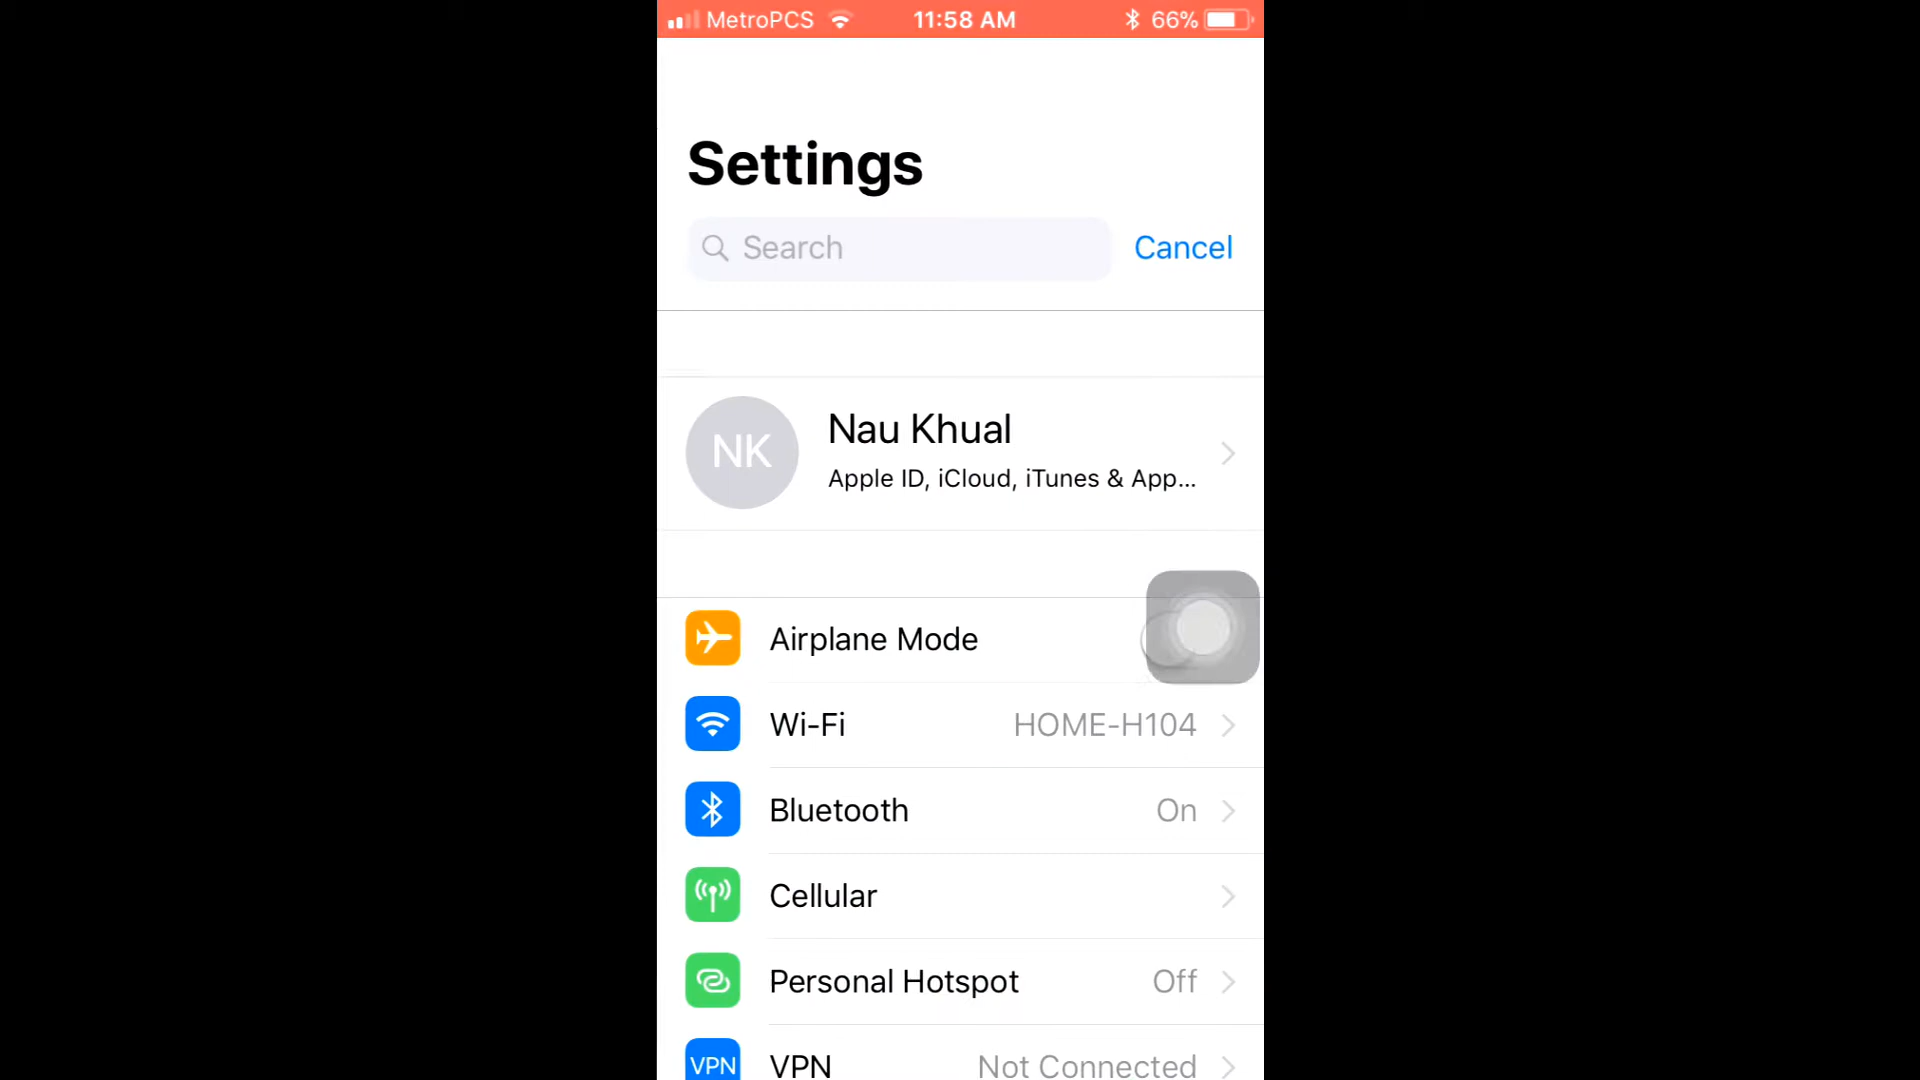 MetroPCS 11:58 AM 66%
Settings
Search Cancel
NK
Nau Khual
Apple ID, iCloud, iTunes & App...
Airplane Mode
Wi-Fi HOME-H104
Bluetooth On
Cellular
Personal Hotspot Off
VPN VPN Not Connected